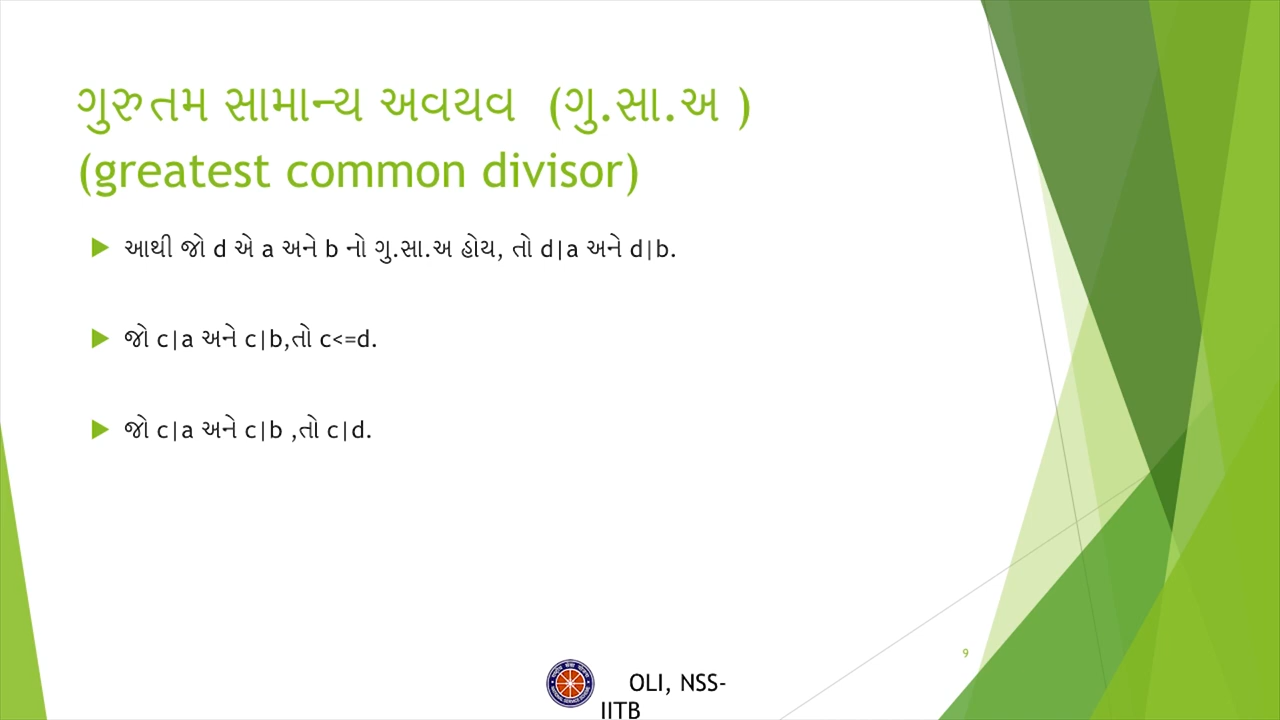 ગુરુતમ સામાન્ય અવયવ (ગુ.સા.અ )
(greatest common divisor)
આથી જો d એ a અને b નો ગુ.સા.અ હોય, તો d|a અને d|b.
જો c|a અને c|b,તો c<=d.
જો c|a અને c|b ,તો c|d.
9
OLI, NSS-
IITB